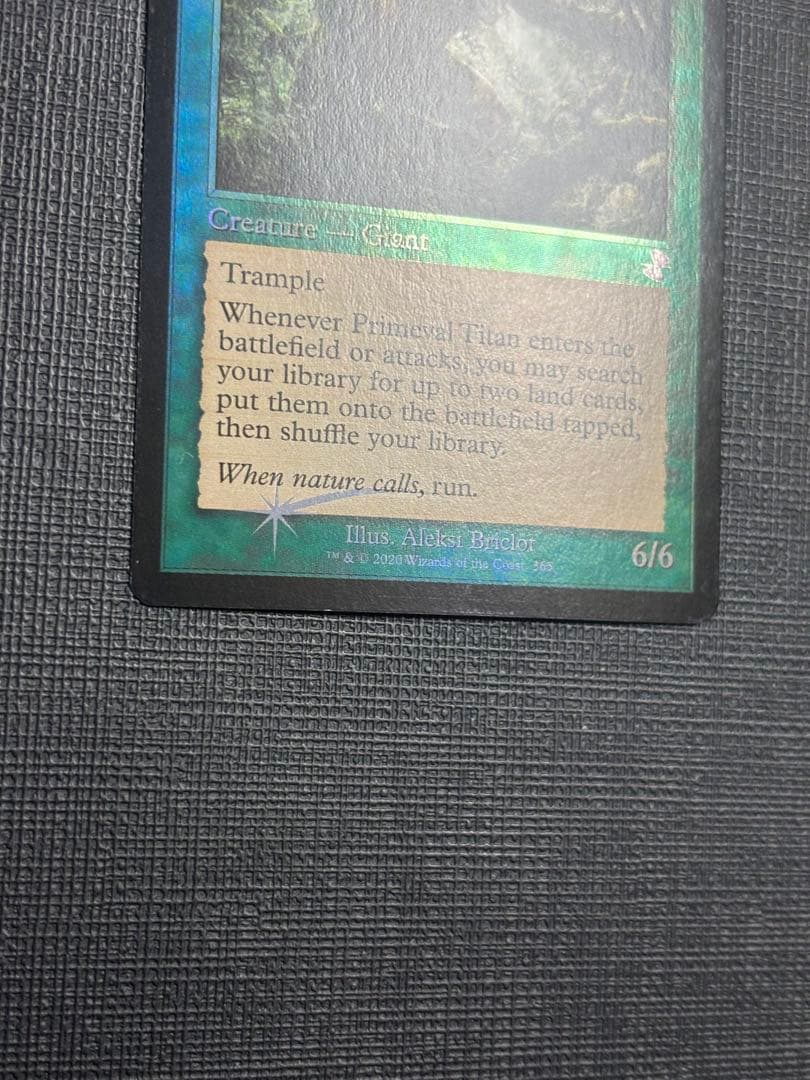 Creature — Giant
Trample
Whenever Primeval Titan enters the
battlefield or attacks, you may search
your library for up to two land cards,
put them onto the battlefield tapped,
then shuffle your library.
When nature calls, run.
Illus. Aleksi Briclot
™ & © 2020 Wizards of the Coast 365
6/6